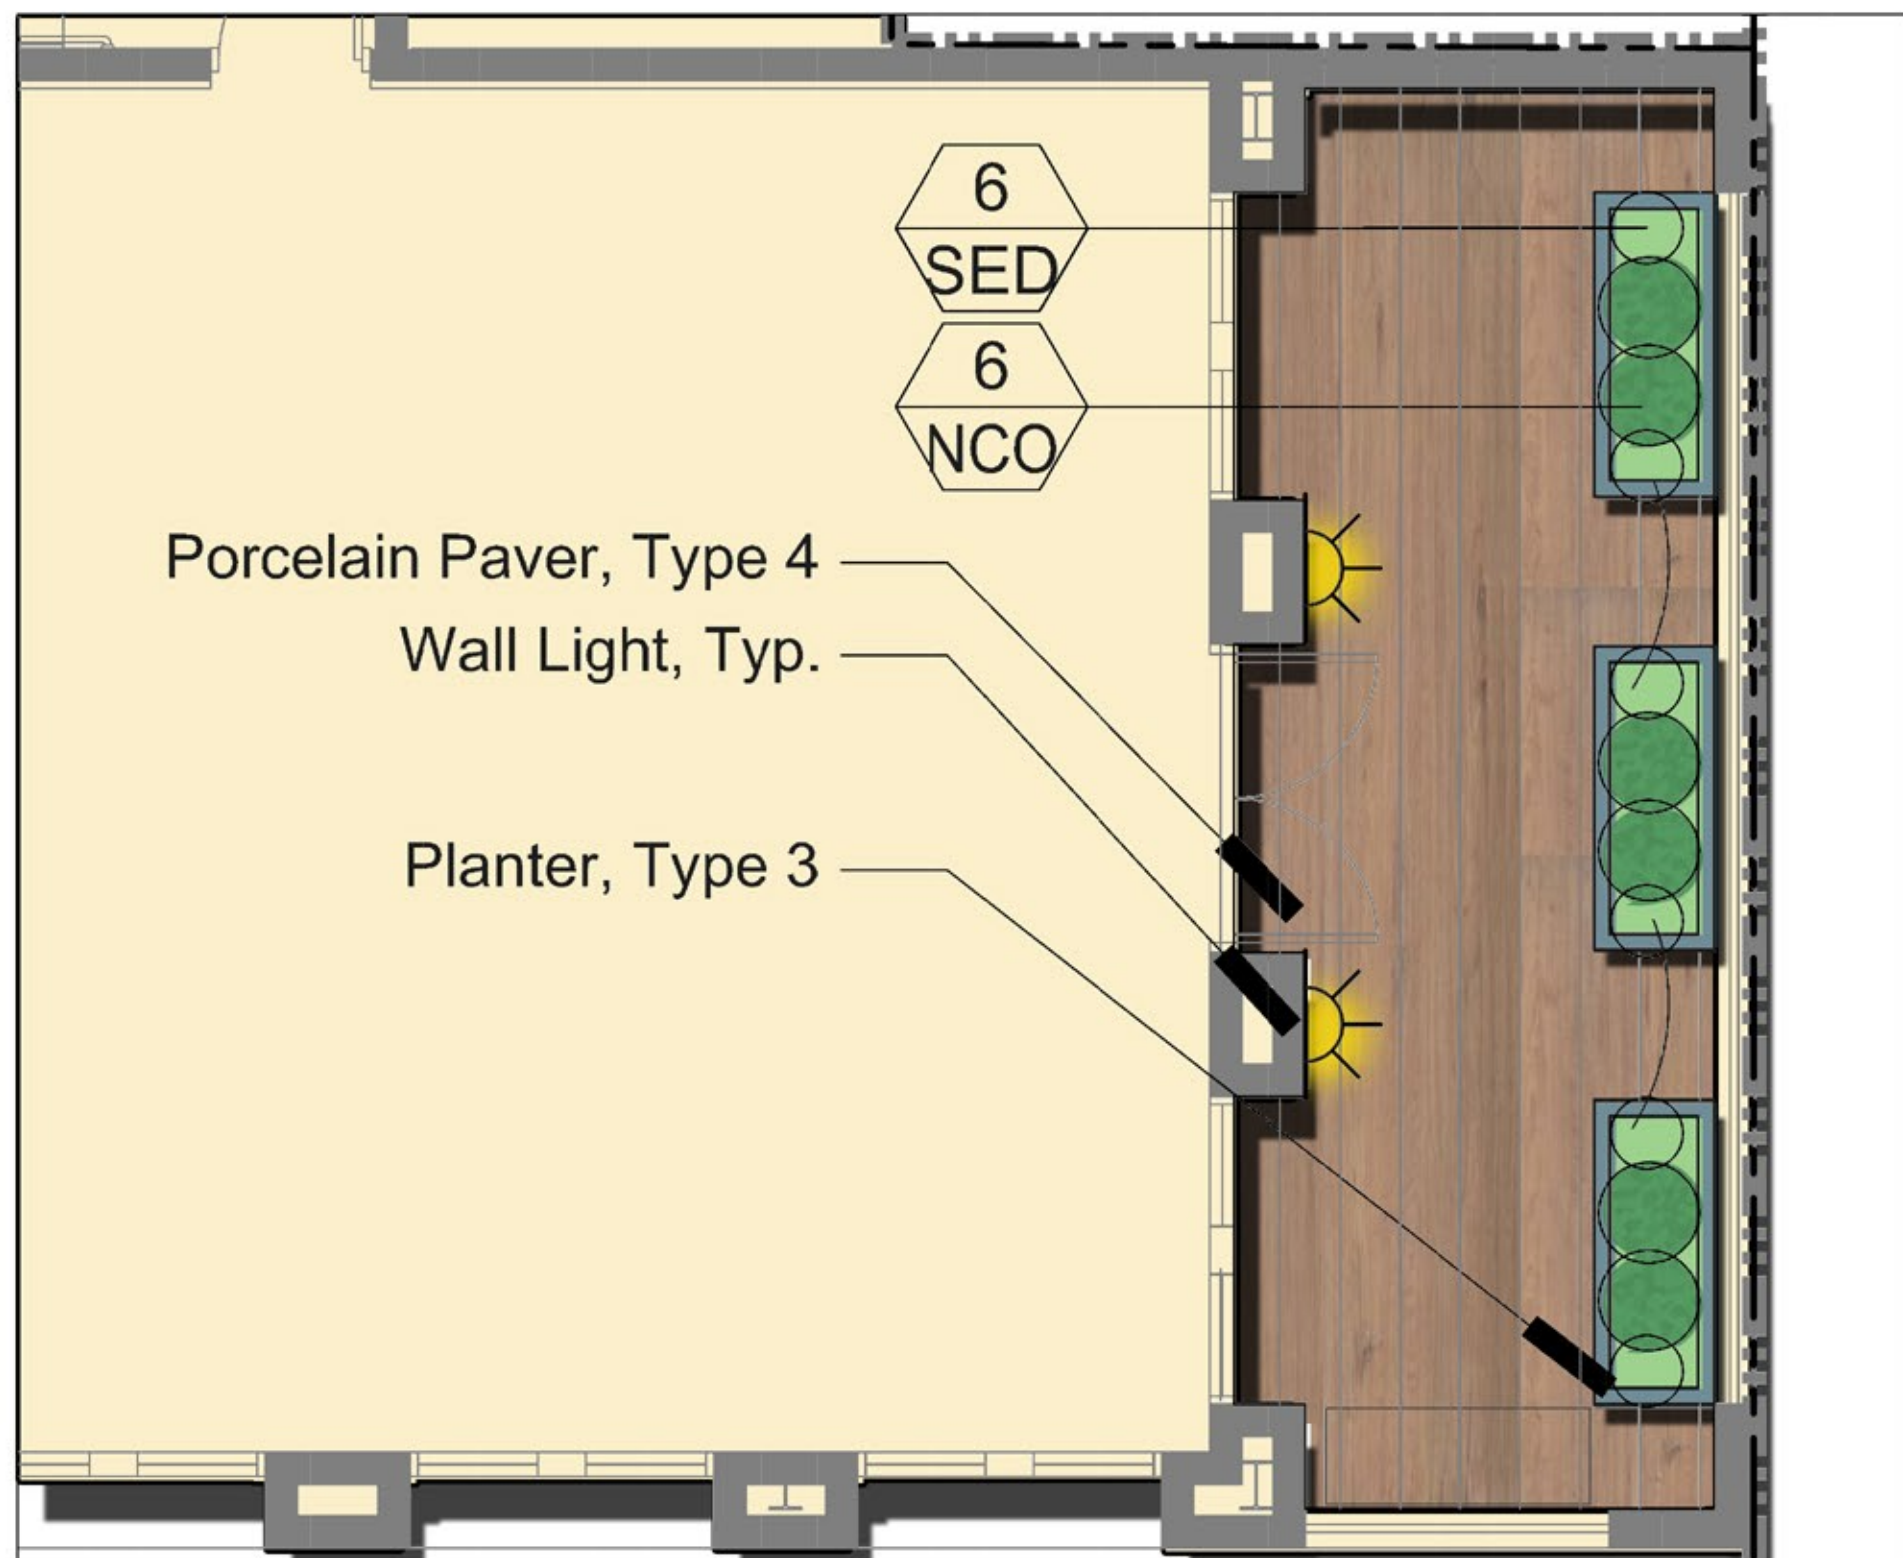 6
SED
6
NCO
Porcelain Paver, Type 4
Wall Light, Typ.
Planter, Type 3